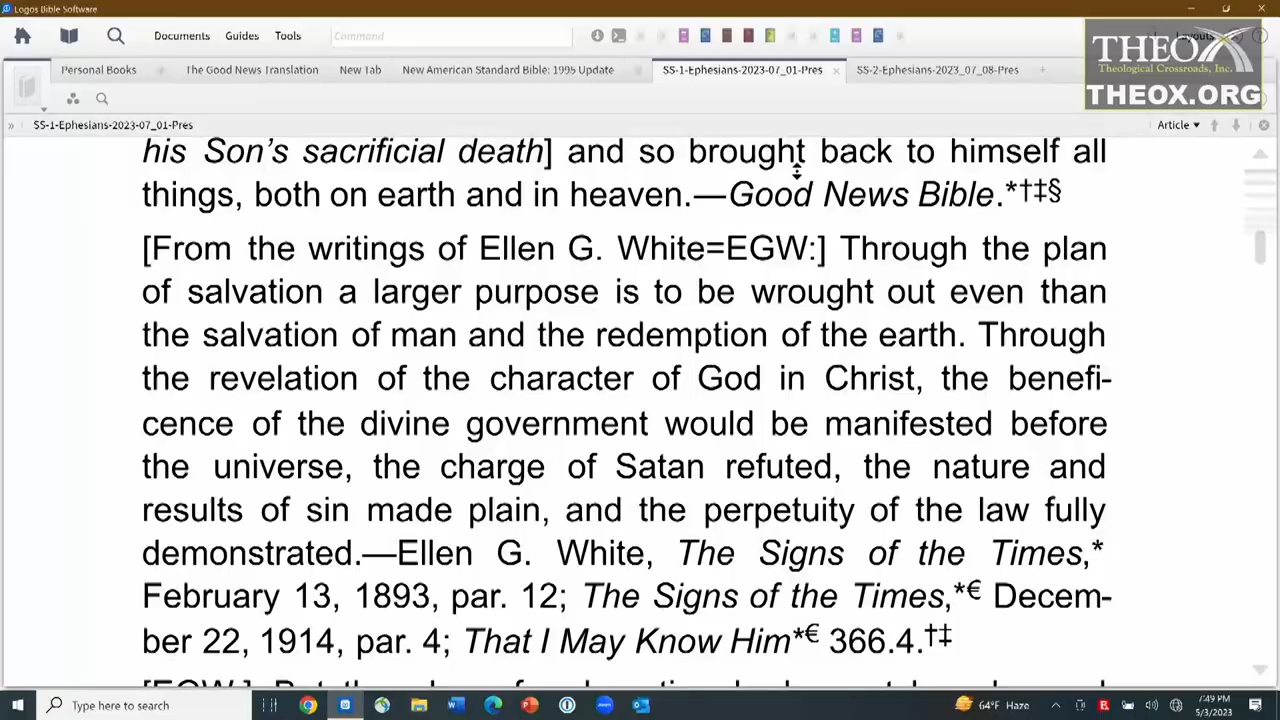 Logos Bible Software
Documents Guides Tools Command Layouts
THEOX
Theological Crossroads, Inc.
THEOX.ORG
Personal Books The Good News Translation New Tab SS-1-Ephesians-2023-07_01-Pres SS-2-Ephesians-2023_07_08-Pres
SS-1-Ephesians-2023-07_01-Pres Article
his Son's sacrificial death] and so brought back to himself all
things, both on earth and in heaven.—Good News Bible.*†‡§
[From the writings of Ellen G. White=EGW:] Through the plan
of salvation a larger purpose is to be wrought out even than
the salvation of man and the redemption of the earth. Through
the revelation of the character of God in Christ, the benefi-
cence of the divine government would be manifested before
the universe, the charge of Satan refuted, the nature and
results of sin made plain, and the perpetuity of the law fully
demonstrated.—Ellen G. White, The Signs of the Times,*
February 13, 1893, par. 12; The Signs of the Times,*€ Decem-
ber 22, 1914, par. 4; That I May Know Him*€ 366.4.†‡
Type here to search 64°F Haze 7:49 PM
5/3/2023